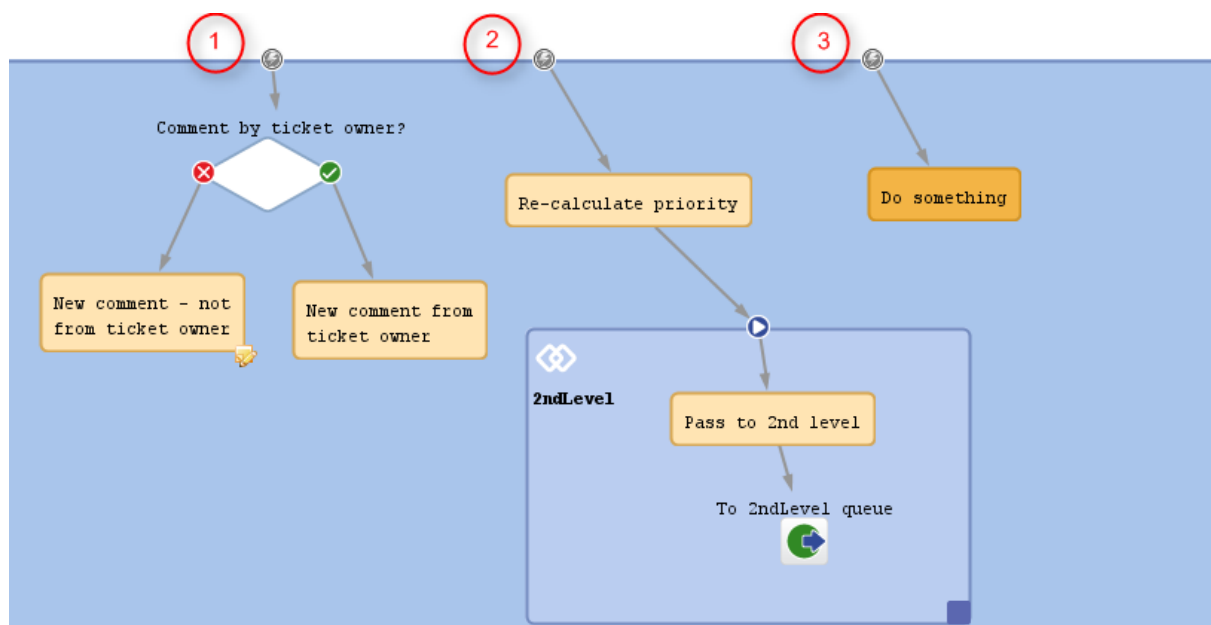 1
2
3
Comment by ticket owner?
Re-calculate priority
Do something
New comment - not
from ticket owner
New comment from
ticket owner
2ndLevel
Pass to 2nd level
To 2ndLevel queue